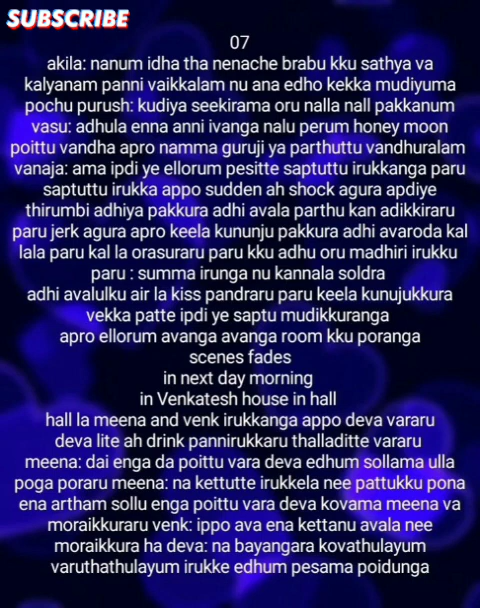 SUBSCRIBE
07
akila: nanum idha tha nenache brabu kku sathya va
kalyanam panni vaikkalam nu ana edho kekka mudiyuma
pochu purush: kudiya seekirama oru nalla nall pakkanum
vasu: adhula enna anni ivanga nalu perum honey moon
poittu vandha apro namma guruji ya parthuttu vandhuralam
vanaja: ama ipdi ye ellorum pesitte saptuttu irukkanga paru
saptuttu irukka appo sudden ah shock agura apdiye
thirumbi adhiya pakkura adhi avala parthu kan adikkiraru
paru jerk agura apro keela kununju pakkura adhi avaroda kal
lala paru kal la orasuraru paru kku adhu oru madhiri irukku
paru : summa irunga nu kannala soldra
adhi avalulku air la kiss pandraru paru keela kunujukkura
vekka patte ipdi ye saptu mudikkuranga
apro ellorum avanga avanga room kku poranga
scenes fades
in next day morning
in Venkatesh house in hall
hall la meena and venk irukkanga appo deva vararu
deva lite ah drink pannirukkaru thalladitte vararu
meena: dai enga da poittu vara deva edhum sollama ulla
poga poraru meena: na kettutte irukkela nee pattukku pona
ena artham sollu enga poittu vara deva kovama meena va
moraikkuraru venk: ippo ava ena kettanu avala nee
moraikkura ha deva: na bayangara kovathulayum
varuthathulayum irukke edhum pesama poidunga